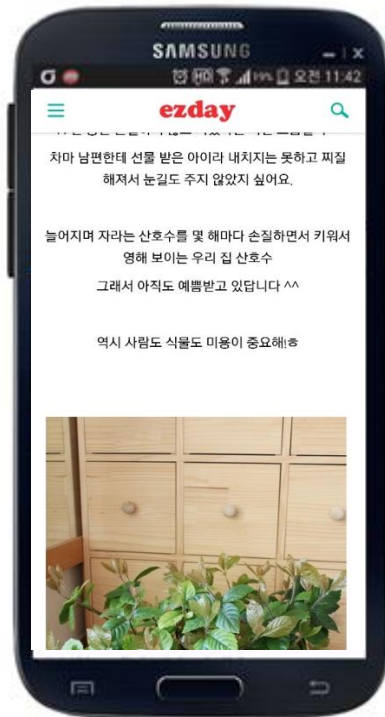 SAMSUNG
19% 오전 11:42
ezday
차마 남편한테 선물 받은 아이라 내치지는 못하고 찌질
해져서 눈길도 주지 않았지 싶어요.
늘어지며 자라는 산호수를 몇 해마다 손질하면서 키워서
영해 보이는 우리 집 산호수
그래서 아직도 예쁨받고 있답니다 ^^
역시 사람도 식물도 미용이 중요해!ㅎ